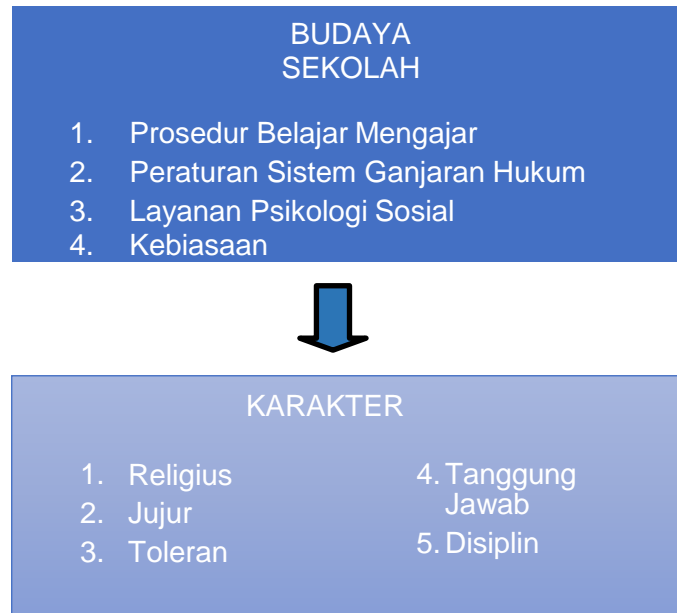 BUDAYA
SEKOLAH
1. Prosedur Belajar Mengajar
2. Peraturan Sistem Ganjaran Hukum
3. Layanan Psikologi Sosial
4. Kebiasaan
KARAKTER
1. Religius
2. Jujur
3. Toleran
4. Tanggung
Jawab
5. Disiplin